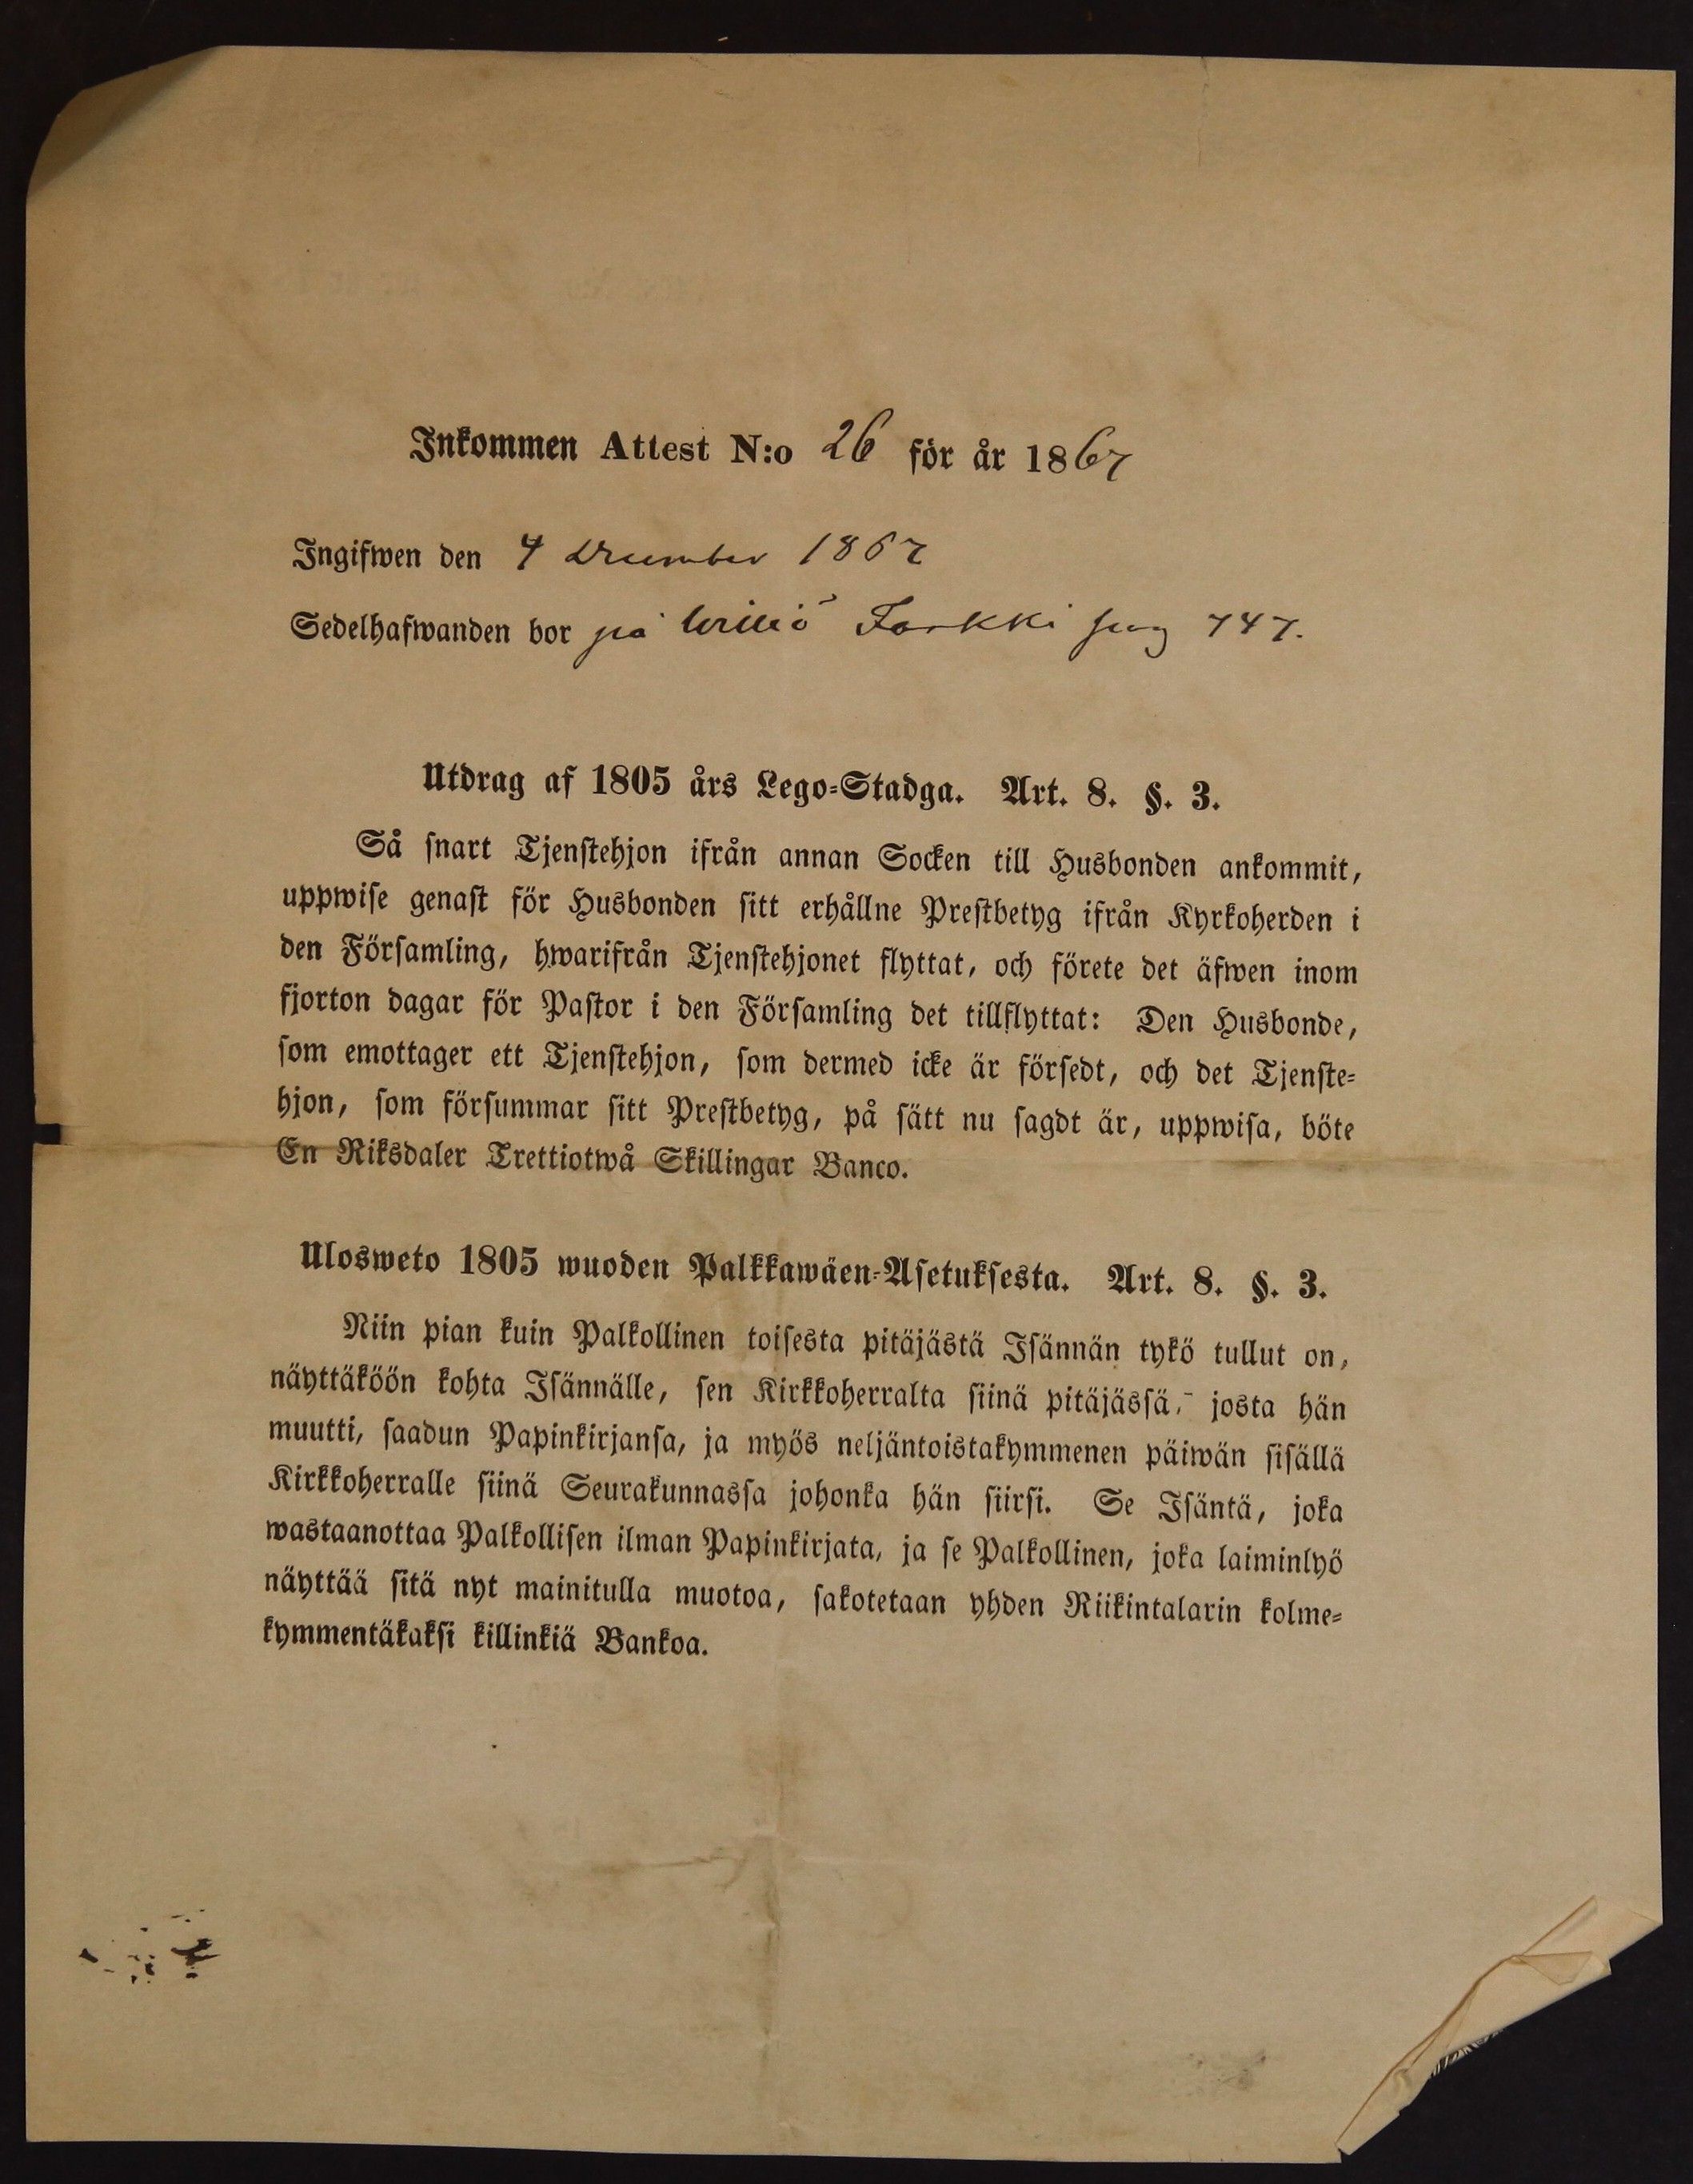 Inkommen Attest N:o 26 för år 1867
Ingifwen den 4 December 1867
Sedelhafwanden bor på Williö Farkki pag 747.
Utdrag af 1805 års Lego-Stadga. Art. 8. §. 3.
Så snart Tjenstehjon ifrån annan Socken till Husbonden ankommit,
uppwise genast för Husbonden sitt erhållne Prestbetyg ifrån Kyrkoherden i
den Församling, hwarifrån Tjenstehjonet flyttat, och förete det äfwen inom
fjorton dagar för Pastor i den Församling det tillflyttat: Den Husbonde,
som emottager ett Tjenstehjon, som dermed icke är försedt, och det Tjenste-
hjon, som försummar sitt Prestbetyg, på sätt nu sagdt är, uppwisa, böte
En Riksdaler Trettiotwå Skillingar Banco.
Ulosweto 1805 wuoden Palkkawäen-Asetuksesta. Art. 8. §. 3.
Niin pian kuin Palkollinen toisesta pitäjästä Isännän tykö tullut on,
näyttäköön kohta Isännälle, sen Kirkkoherralta siinä pitäjässä, josta hän
muutti, saadun Papinkirjansa, ja myös neljäntoistakymmenen päiwän sisällä
Kirkkoherralle siinä Seurakunnassa johonka hän siirsi. Se Isäntä, joka
wastaanottaa Palkollisen ilman Papinkirjata, ja se Palkollinen, joka laiminlyö
näyttää sitä nyt mainitulla muotoa, sakotetaan yhden Riikintalarin kolme-
kymmentäkaksi killinkiä Bankoa.